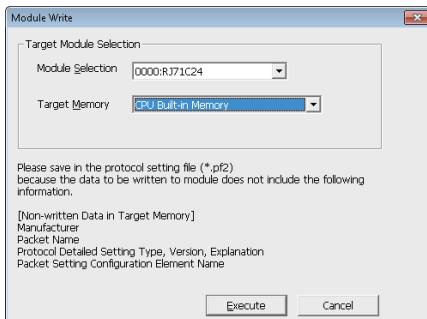 Module Write
Target Module Selection
Module Selection
0000:RJ71C24
Target Memory
CPU Built-in Memory
Please save in the protocol setting file (*.pf2)
because the data to be written to module does not include the following
information.
[Non-written Data in Target Memory]
Manufacturer
Packet Name
Protocol Detailed Setting Type, Version, Explanation
Packet Setting Configuration Element Name
Execute
Cancel